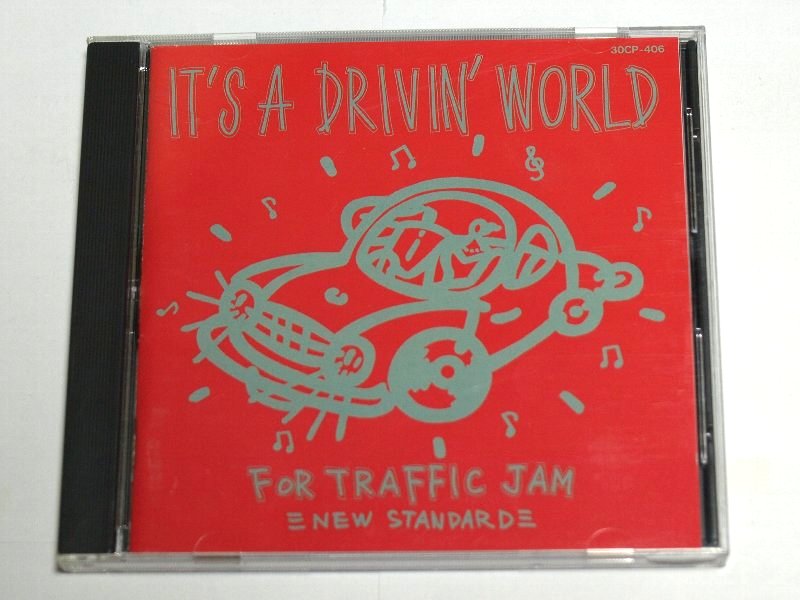 30CP-406
IT'S A DRIVIN' WORLD
FOR TRAFFIC JAM
NEW STANDARD